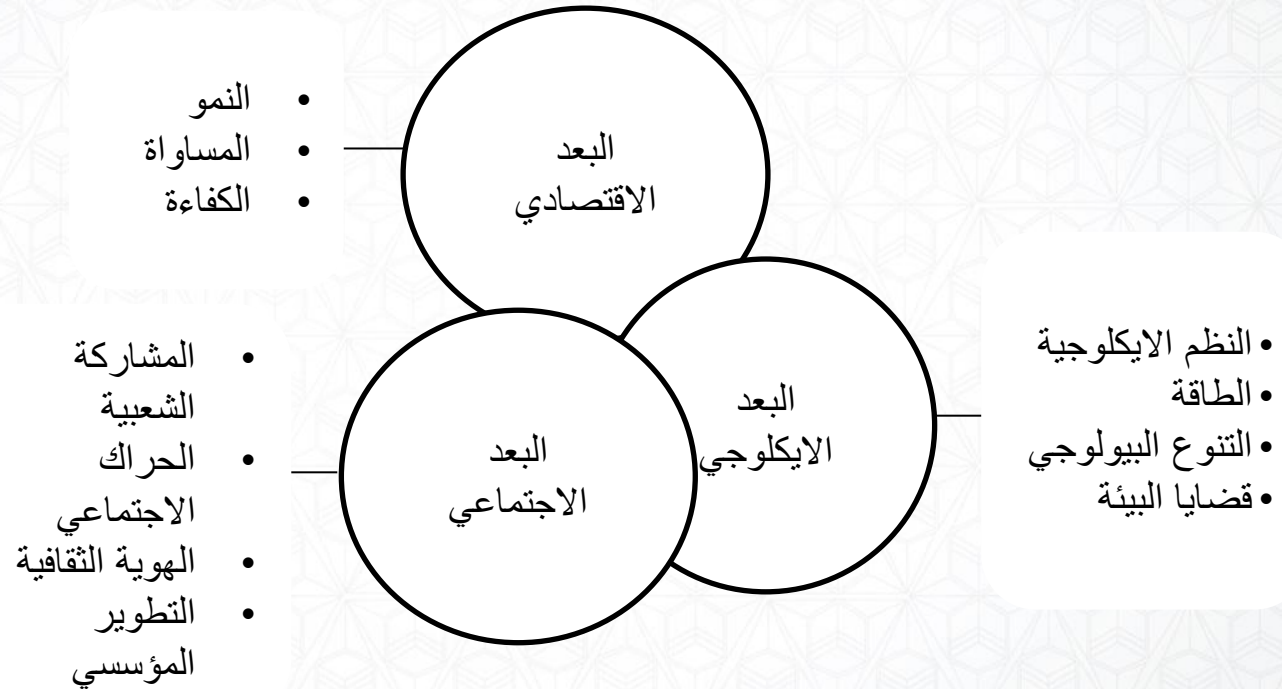 • النمو
• المساواة
• الكفاءة
البعد
الاقتصادي
• النظم الايكلوجية
• الطاقة
• التنوع البيولوجي
• قضايا البيئة
البعد
الايكلوجي
البعد
الاجتماعي
• المشاركة
الشعبية
• الحراك
الاجتماعي
• الهوية الثقافية
• التطوير
المؤسسي